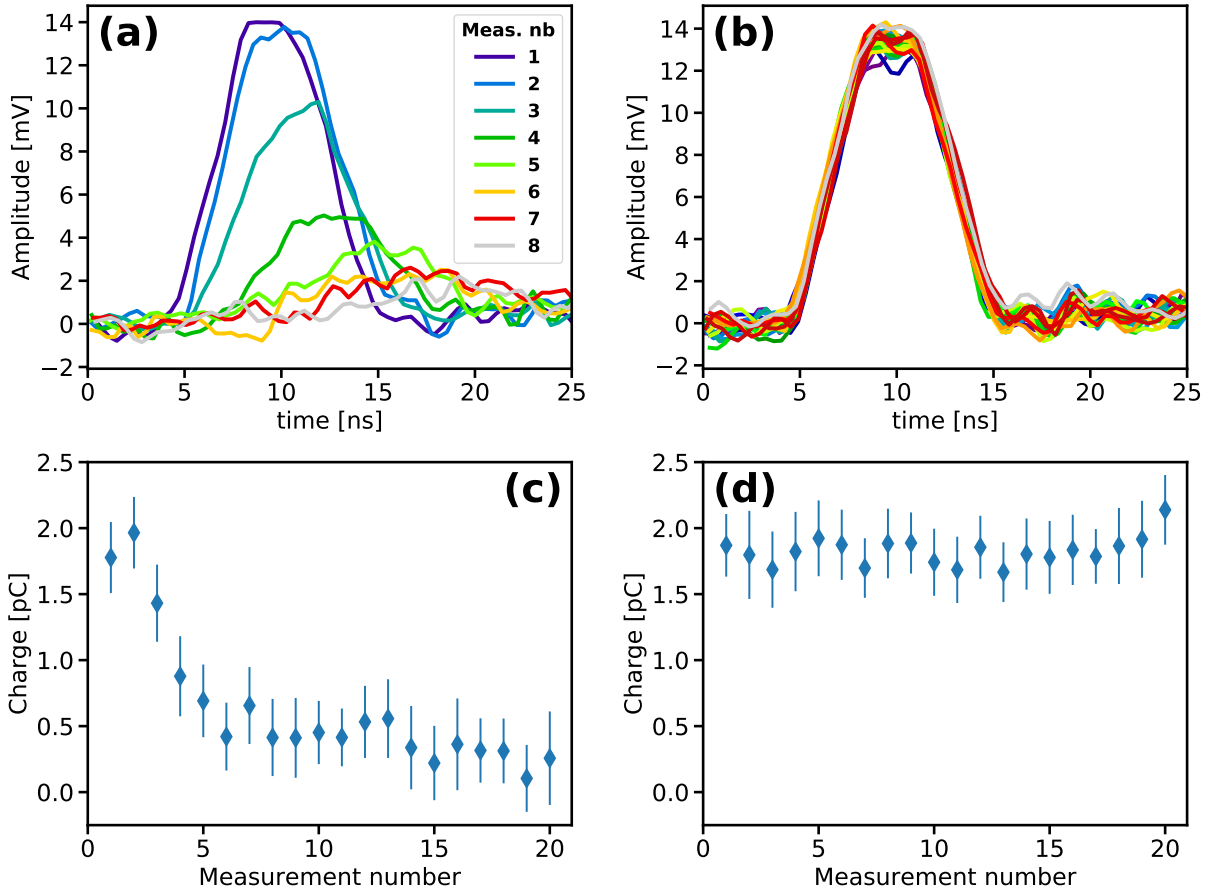 (a)
Meas. nb
1
2
3
4
5
6
7
8
Amplitude [mV]
14
12
10
8
6
4
2
0
−2
0 5 10 15 20 25
time [ns]
(b)
Amplitude [mV]
14
12
10
8
6
4
2
0
−2
0 5 10 15 20 25
time [ns]
(c)
Charge [pC]
2.5
2.0
1.5
1.0
0.5
0.0
0 5 10 15 20
Measurement number
(d)
Charge [pC]
2.5
2.0
1.5
1.0
0.5
0.0
0 5 10 15 20
Measurement number